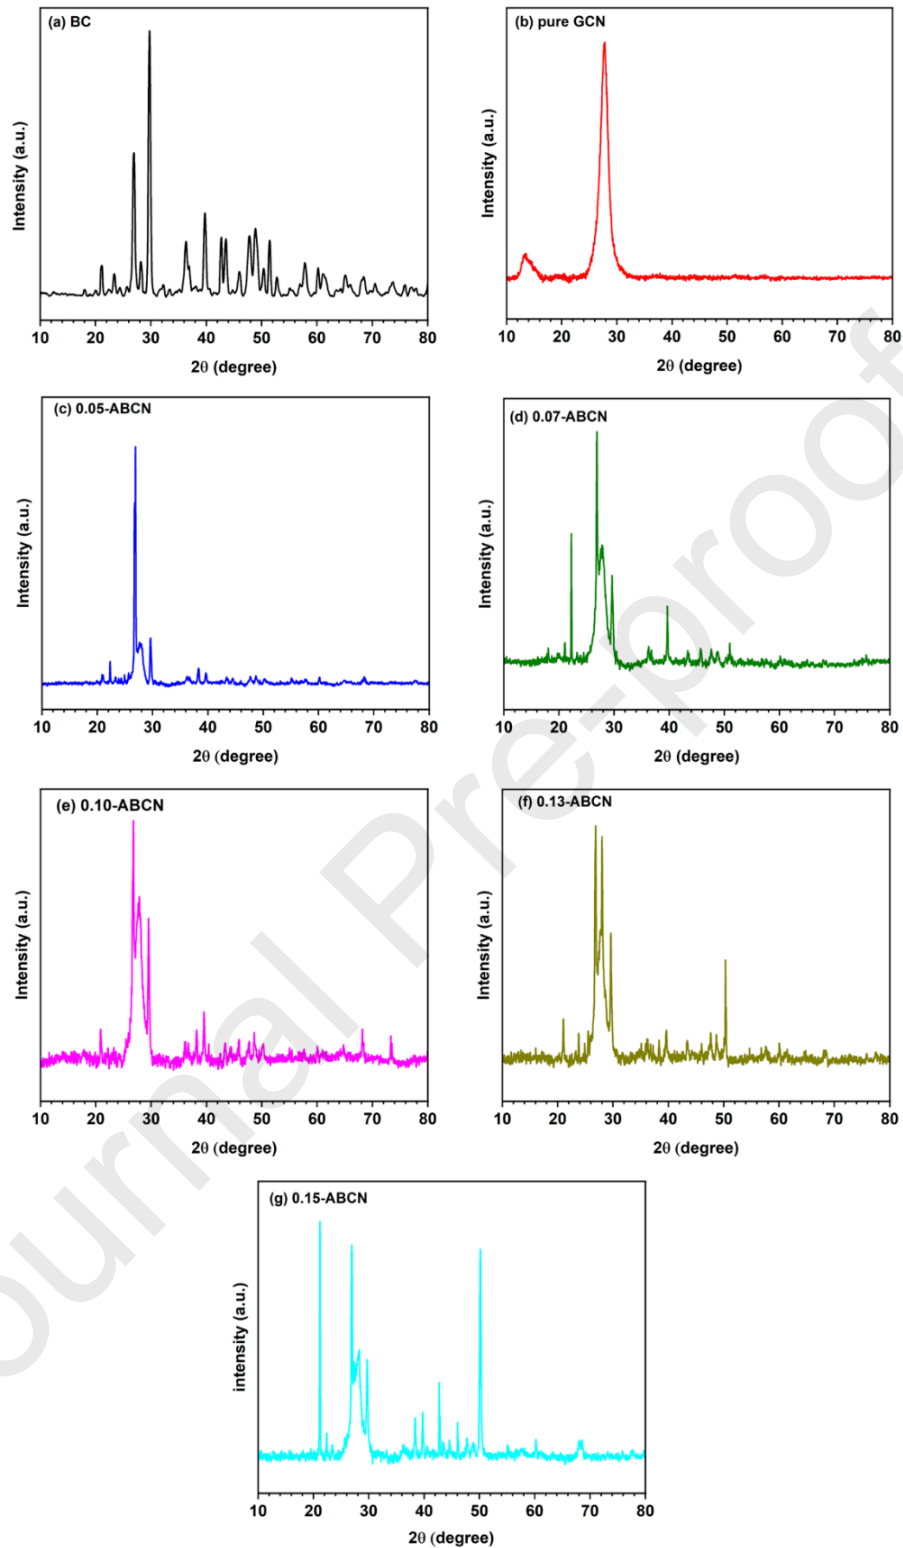 (a) BC
Intensity (a.u.)
10 20 30 40 50 60 70 80
2θ (degree)
(b) pure GCN
Intensity (a.u.)
10 20 30 40 50 60 70 80
2θ (degree)
(c) 0.05-ABCN
Intensity (a.u.)
10 20 30 40 50 60 70 80
2θ (degree)
(d) 0.07-ABCN
Intensity (a.u.)
10 20 30 40 50 60 70 80
2θ (degree)
(e) 0.10-ABCN
Intensity (a.u.)
10 20 30 40 50 60 70 80
2θ (degree)
(f) 0.13-ABCN
Intensity (a.u.)
10 20 30 40 50 60 70 80
2θ (degree)
(g) 0.15-ABCN
intensity (a.u.)
10 20 30 40 50 60 70 80
2θ (degree)
ournal Pre-proof